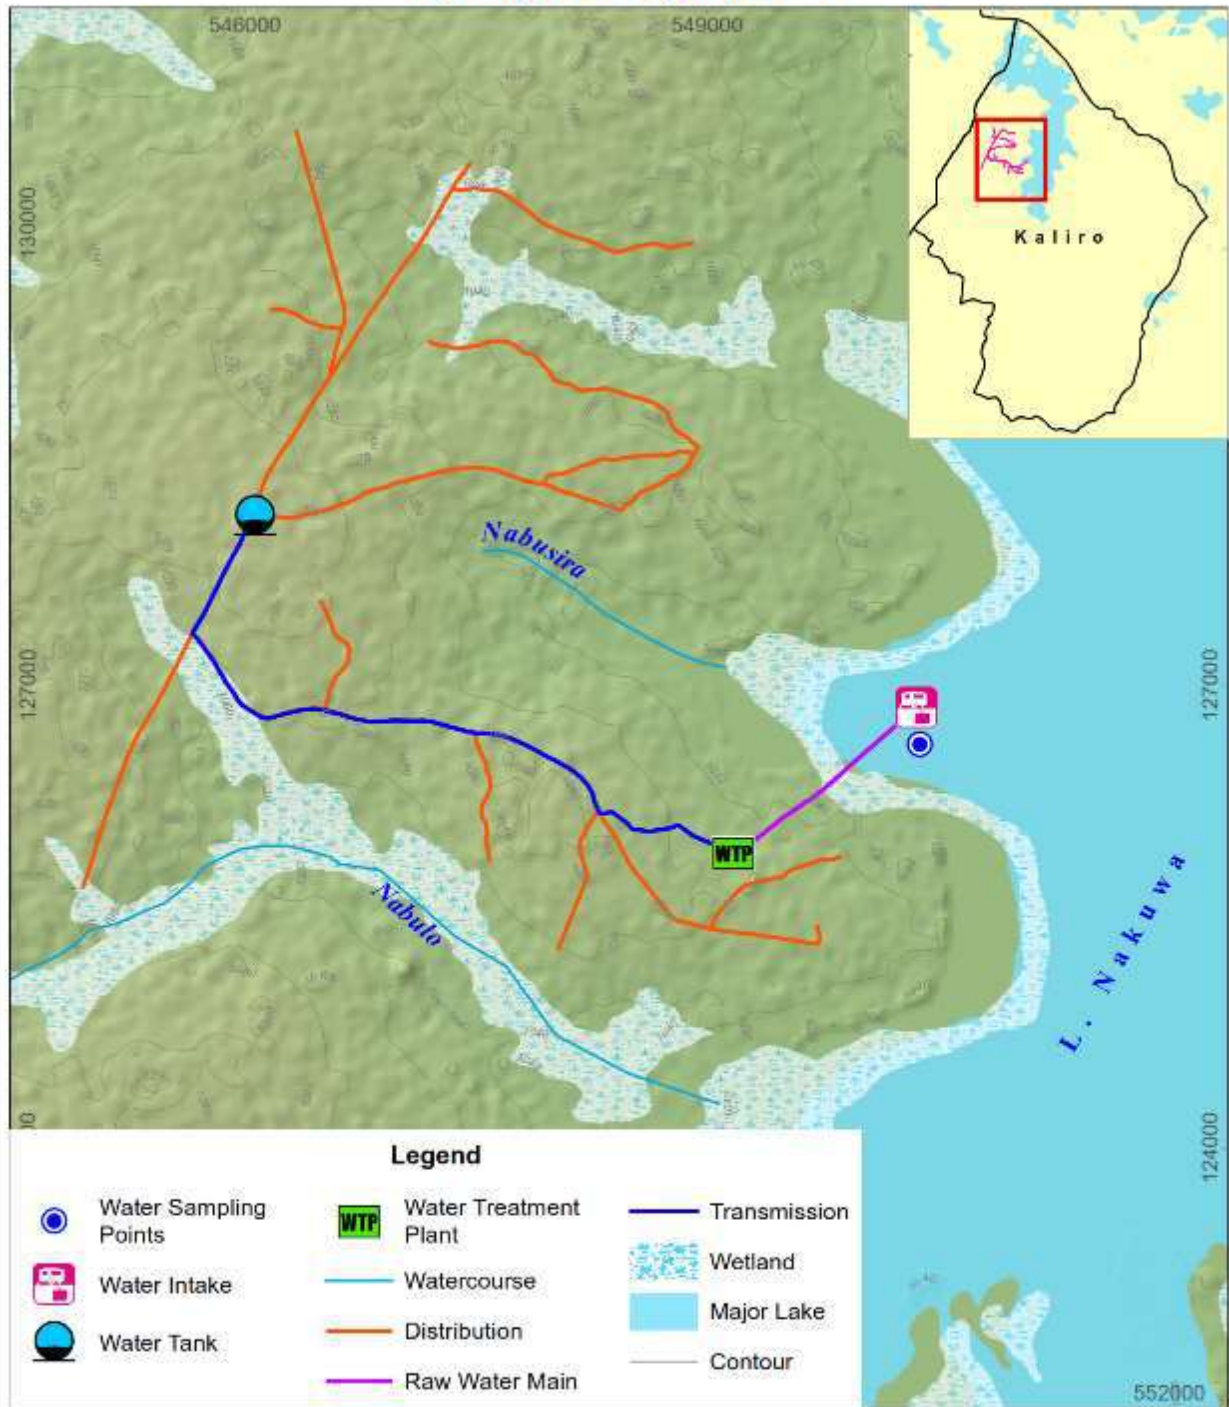 546000
549000
130000
Kaliro
Nabusira
127000
127000
WTP
Nabulo
L. Nakuwa
124000
Legend
Water Sampling
Points
Water Intake
Water Tank
WTP
Water Treatment
Plant
Watercourse
Distribution
Raw Water Main
Transmission
Wetland
Major Lake
Contour
552000